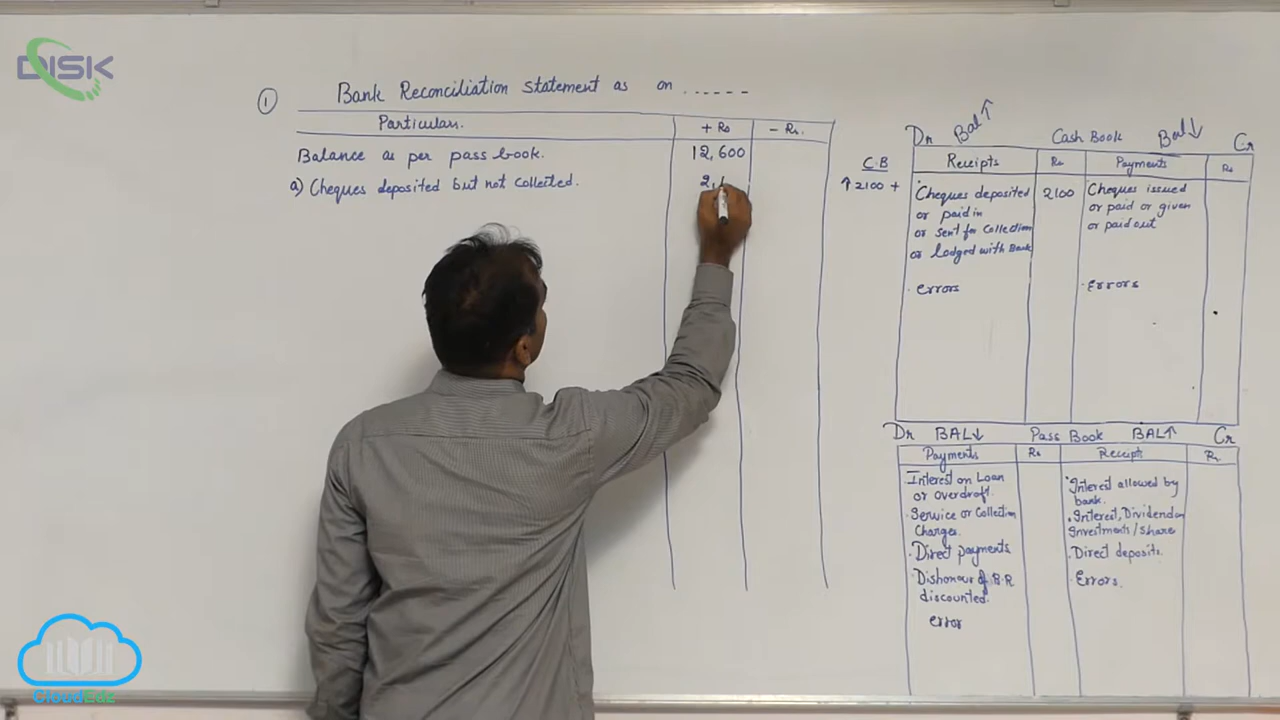 DISK
① Bank Reconciliation Statement as on ......
Particulars. + Rs - Rs.
Balance as per pass book. 12,600
a) Cheques deposited but not collected. 2,1
Dr Bal↑ Cash Book Bal↓ Cr
C.B Receipts Rs Payments Rs
↑2100 + Cheques deposited 2100 Cheques issued
or paid in or paid or given
or sent for collection or paid out
or lodged with Bank
· errors · Errors
Dr BAL↓ Pass Book BAL↑ Cr
Payments Rs Receipts Rs
· Interest on Loan · Interest allowed by
or overdraft. bank.
· Service or Collection · Interest, Dividend on
Charges. Investments/Share
· Direct payments · Direct deposits.
· Dishonour of B.R · Errors.
discounted.
error
CloudEdz